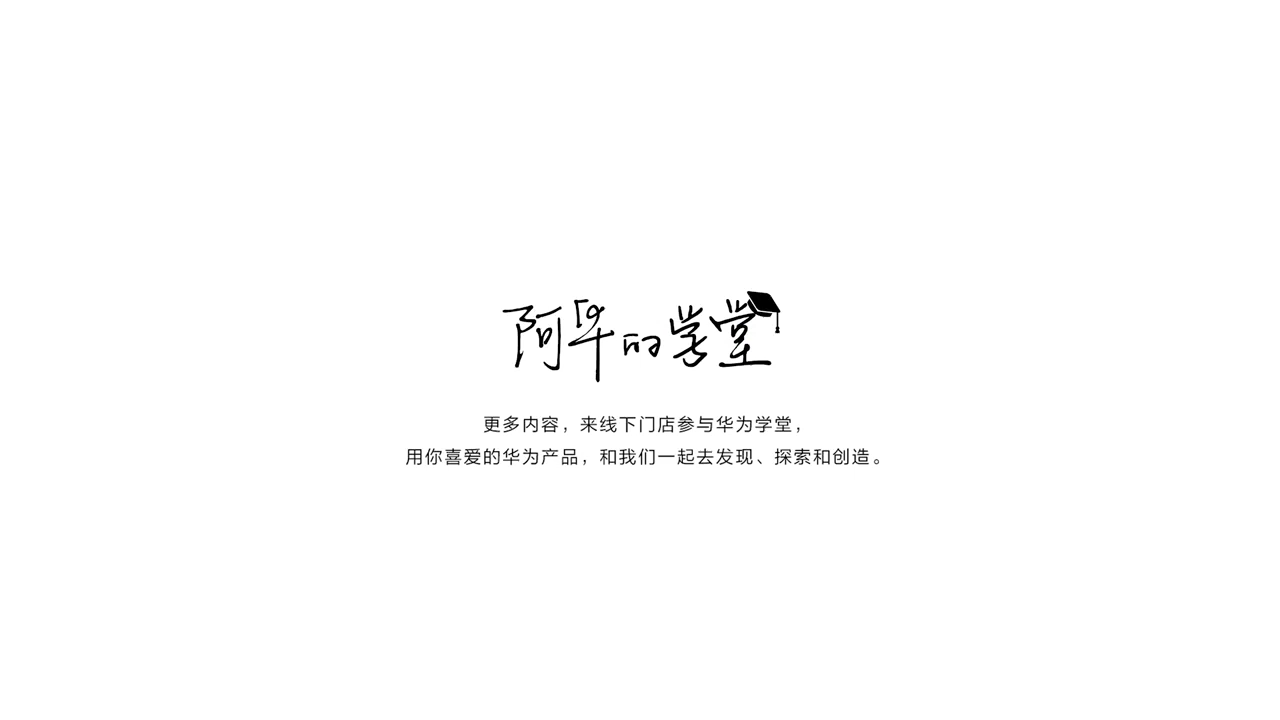 阿华的学堂
更多内容，来线下门店参与华为学堂，
用你喜爱的华为产品，和我们一起去发现、探索和创造。